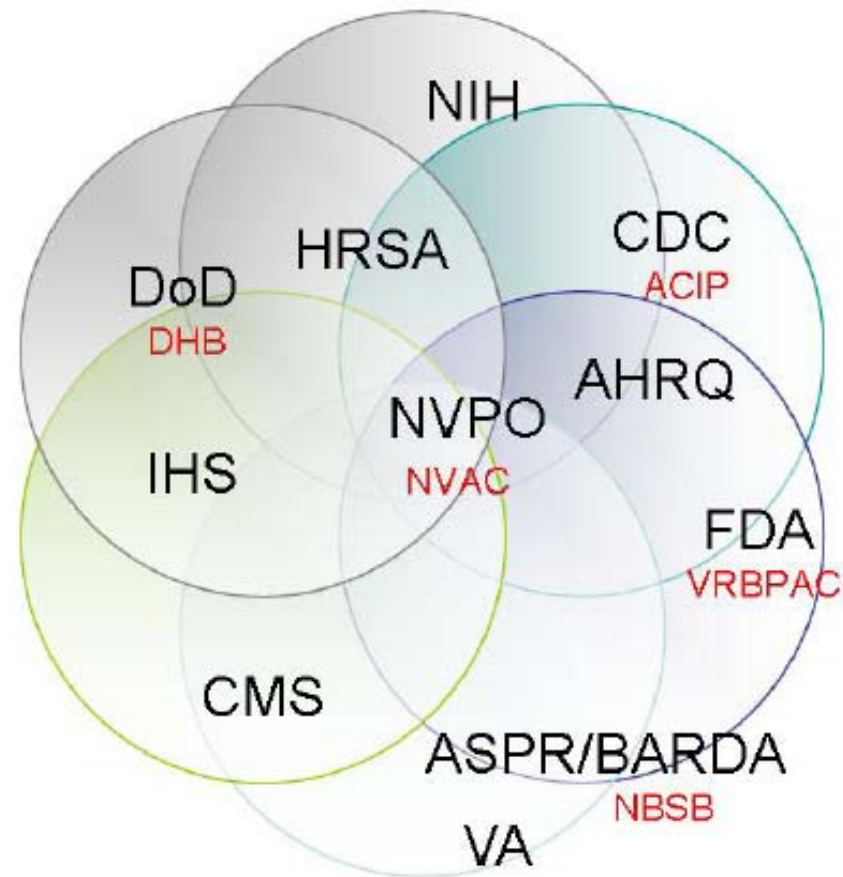 NIH
CDC
ACIP
HRSA
DoD
DHB
AHRQ
NVPO
NVAC
IHS
FDA
VRBPAC
CMS
ASPR/BARDA
NBSB
VA